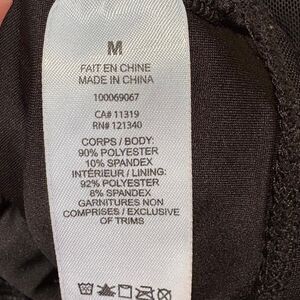 M
FAIT EN CHINE
MADE IN CHINA
100069067
CA# 11319
RN# 121340
CORPS / BODY:
90% POLYESTER
10% SPANDEX
INTÉRIEUR / LINING:
92% POLYESTER
8% SPANDEX
GARNITURES NON
COMPRISES / EXCLUSIVE
OF TRIMS